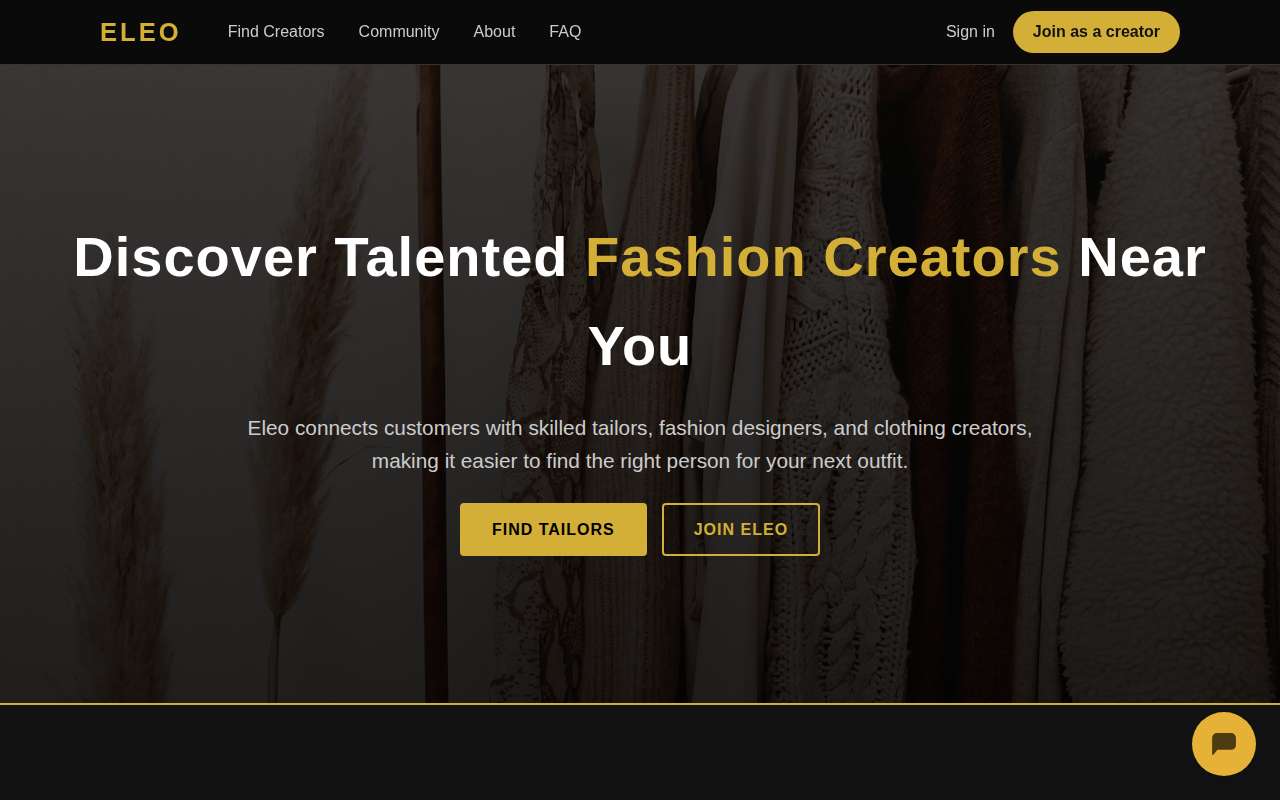 ELEO
Find Creators
Community
About
FAQ
Sign in
Join as a creator
Discover Talented Fashion Creators Near
You
Eleo connects customers with skilled tailors, fashion designers, and clothing creators,
making it easier to find the right person for your next outfit.
FIND TAILORS
JOIN ELEO